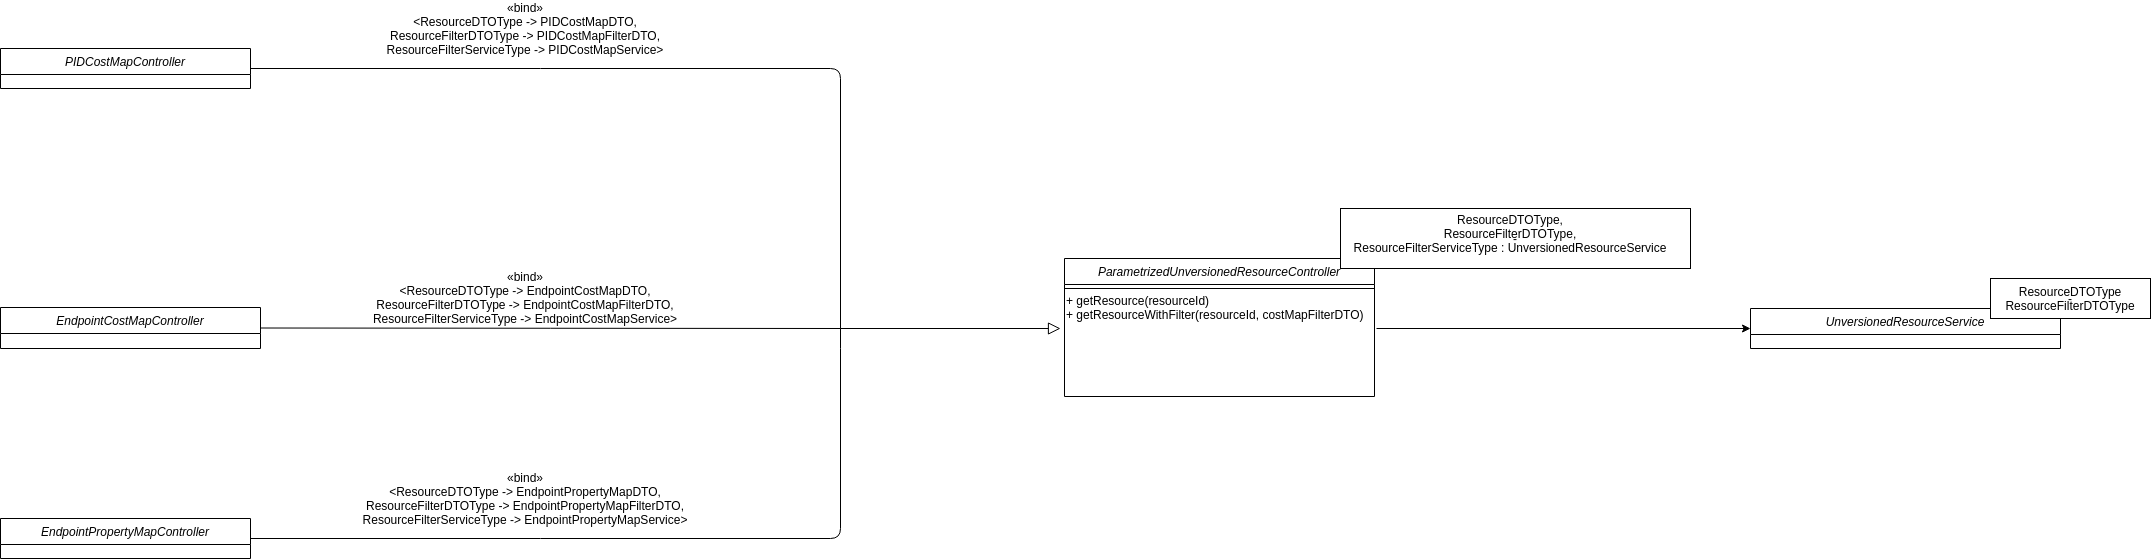 «bind»
<ResourceDTOType -> PIDCostMapDTO,
ResourceFilterDTOType -> PIDCostMapFilterDTO,
ResourceFilterServiceType -> PIDCostMapService>
PIDCostMapController
ResourceDTOType,
ResourceFilterDTOType,
ResourceFilterServiceType : UnversionedResourceService
ParametrizedUnversionedResourceController
+ getResource(resourceId)
+ getResourceWithFilter(resourceId, costMapFilterDTO)
«bind»
<ResourceDTOType -> EndpointCostMapDTO,
ResourceFilterDTOType -> EndpointCostMapFilterDTO,
ResourceFilterServiceType -> EndpointCostMapService>
EndpointCostMapController
ResourceDTOType
ResourceFilterDTOType
UnversionedResourceService
«bind»
<ResourceDTOType -> EndpointPropertyMapDTO,
ResourceFilterDTOType -> EndpointPropertyMapFilterDTO,
ResourceFilterServiceType -> EndpointPropertyMapService>
EndpointPropertyMapController